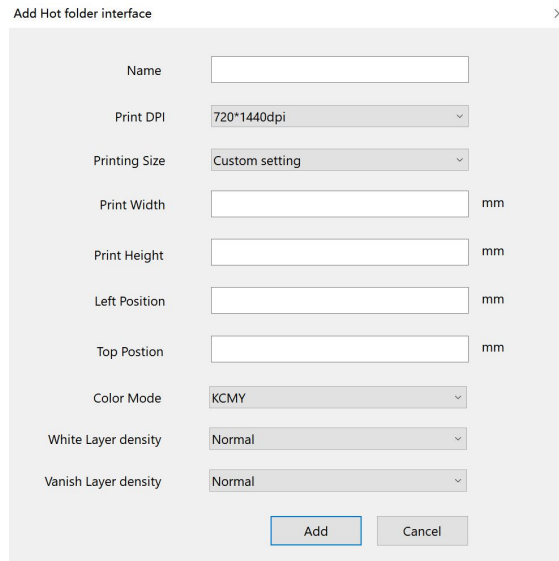 Add Hot folder interface
Name
Print DPI 720*1440dpi
Printing Size Custom setting
Print Width mm
Print Height mm
Left Position mm
Top Postion mm
Color Mode KCMY
White Layer density Normal
Vanish Layer density Normal
Add Cancel